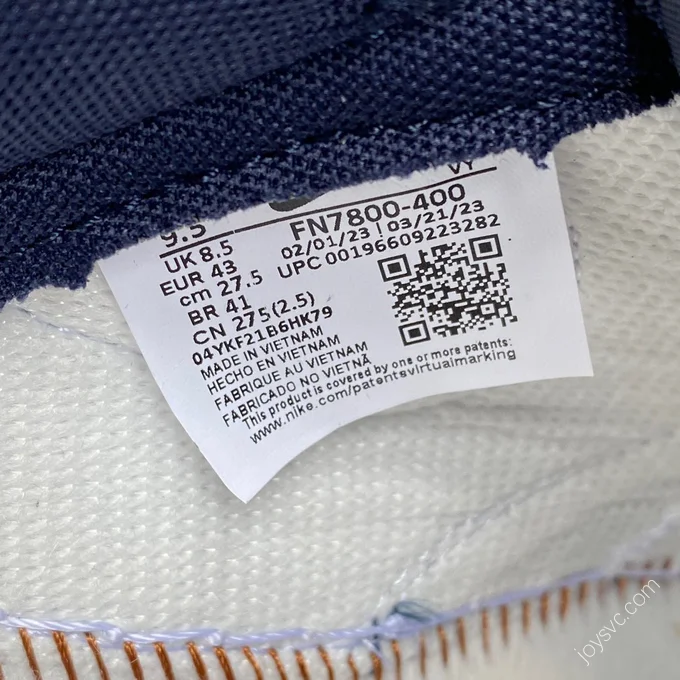 VY
9.5
UK 8.5
EUR 43
cm 27.5
BR 41
CN 275 (2.5)
FN7800-400
02/01/23 | 03/21/23
UPC 00196609223282
04YKF21B6HK79
MADE IN VIETNAM
HECHO EN VIETNAM
FABRIQUE AU VIETNAM
FABRICADO NO VIETNÃ
This product is covered by one or more patents:
www.nike.com/patentsvirtualmarking
joysvc.com